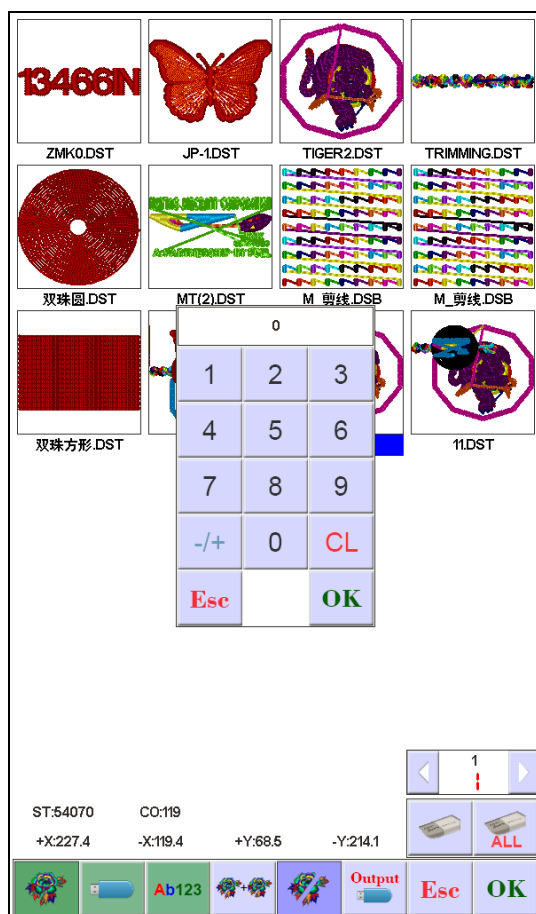 13466IN
ZMK0.DST JP-1.DST TIGER2.DST TRIMMING.DST
双珠圆.DST MT(2).DST M_剪线.DSB M_剪线.DSB
0
1 2 3
双珠方形.DST 11.DST
4 5 6
7 8 9
-/+ 0 CL
Esc OK
1
ST:54070 CO:119
+X:227.4 -X:119.4 +Y:68.5 -Y:214.1
ALL
Ab123 Output Esc OK